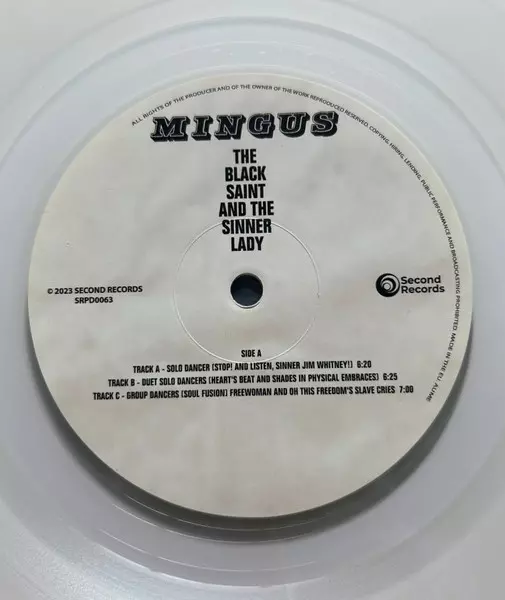 ALL RIGHTS OF THE PRODUCER AND OF THE OWNER OF THE WORK REPRODUCED RESERVED. COPYING, HIRING, LENDING, PUBLIC PERFORMANCE AND BROADCASTING PROHIBITED. MADE IN THE EU.
MINGUS
THE
BLACK
SAINT
AND THE
SINNER
LADY
© 2023 SECOND RECORDS
SRPD0063
Second
Records
SIDE A
TRACK A - SOLO DANCER (STOP! AND LISTEN, SINNER JIM WHITNEY!) 6:20
TRACK B - DUET SOLO DANCERS (HEART'S BEAT AND SHADES IN PHYSICAL EMBRACES) 6:25
TRACK C - GROUP DANCERS (SOUL FUSION) FREEWOMAN AND OH THIS FREEDOM'S SLAVE CRIES 7:00